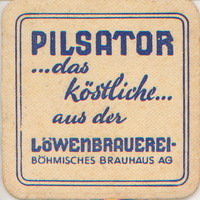 PILSATOR
...das
köstliche...
aus der
LÖWENBRAUEREI-
BÖHMISCHES BRAUHAUS AG